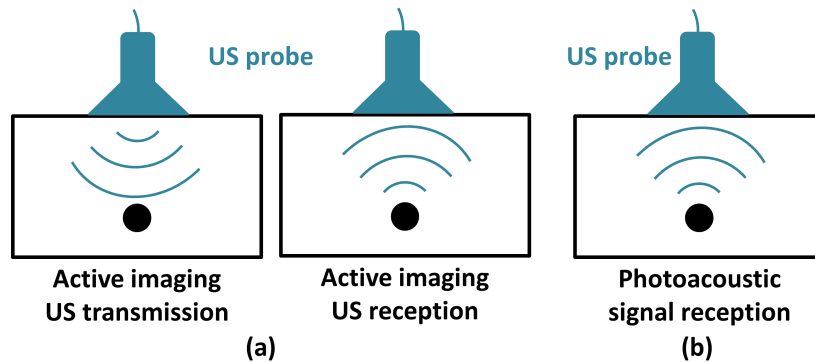 US probe
US probe
Active imaging
US transmission
Active imaging
US reception
Photoacoustic
signal reception
(a)
(b)